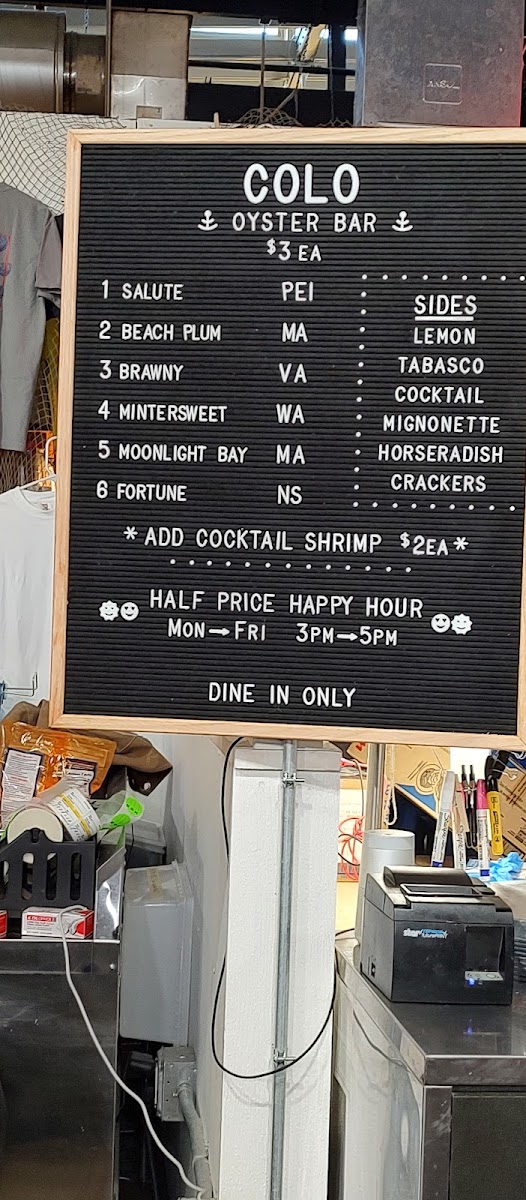 COLO
OYSTER BAR
$3 EA
1 SALUTE PEI
2 BEACH PLUM MA
3 BRAWNY VA
4 MINTERSWEET WA
5 MOONLIGHT BAY MA
6 FORTUNE NS
SIDES
LEMON
TABASCO
COCKTAIL
MIGNONETTE
HORSERADISH
CRACKERS
*ADD COCKTAIL SHRIMP $2EA*
HALF PRICE HAPPY HOUR
MON→FRI 3PM→5PM
DINE IN ONLY
star